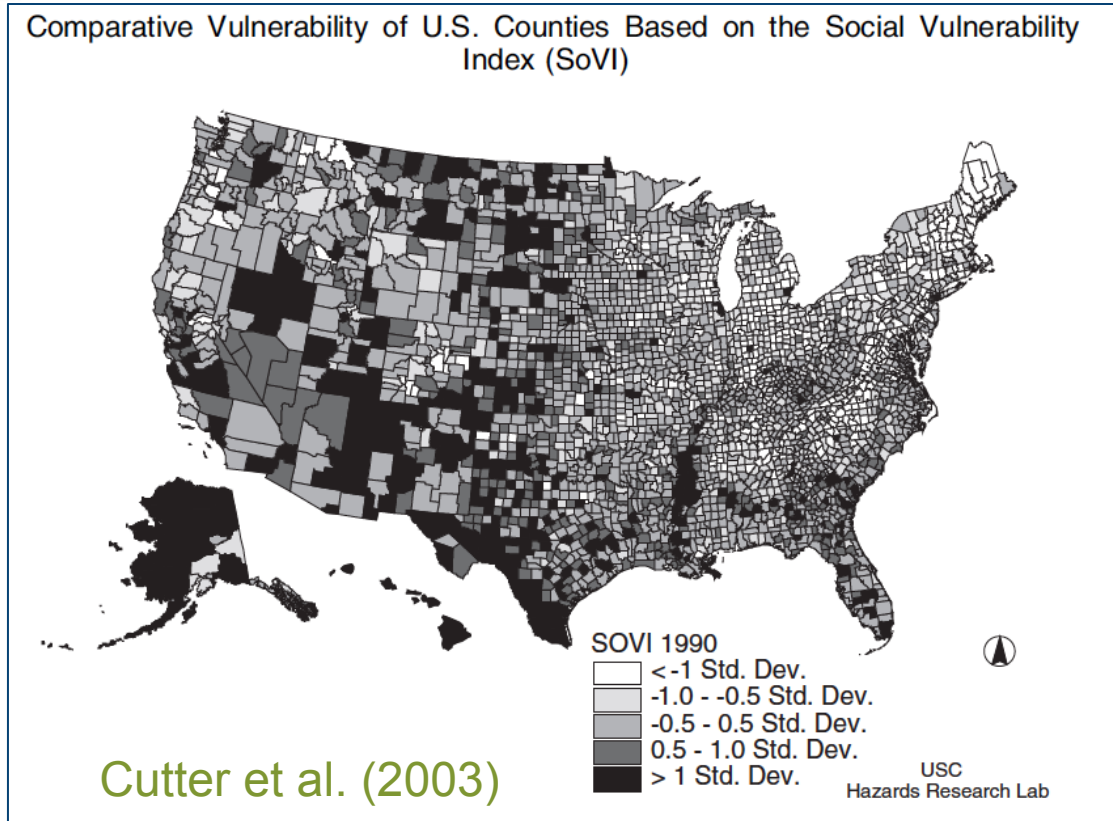 Comparative Vulnerability of U.S. Counties Based on the Social Vulnerability
Index (SoVI)
SOVI 1990
< -1 Std. Dev.
-1.0 - -0.5 Std. Dev.
-0.5 - 0.5 Std. Dev.
0.5 - 1.0 Std. Dev.
> 1 Std. Dev.
USC
Hazards Research Lab
Cutter et al. (2003)